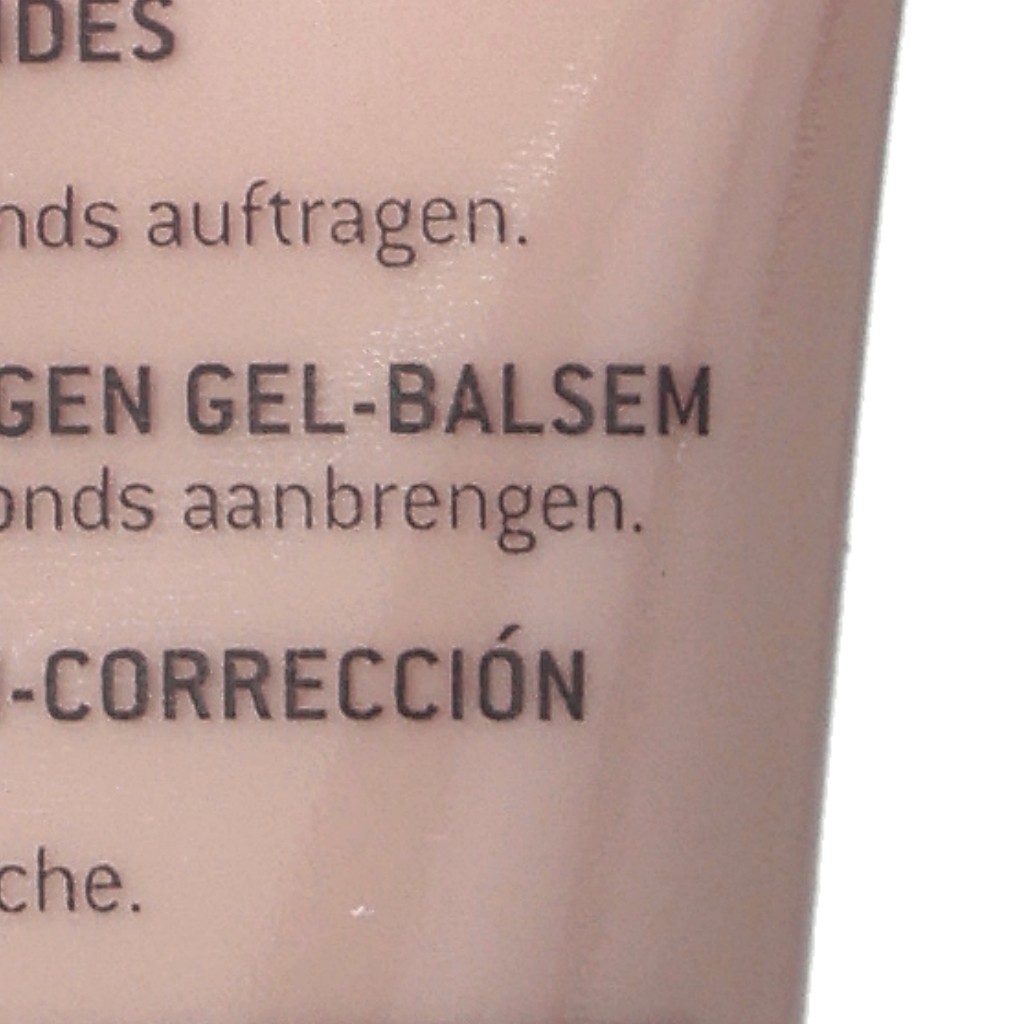 IDES
nds auftragen.
GEN GEL-BALSEM
onds aanbrengen.
-CORRECCIÓN
che.